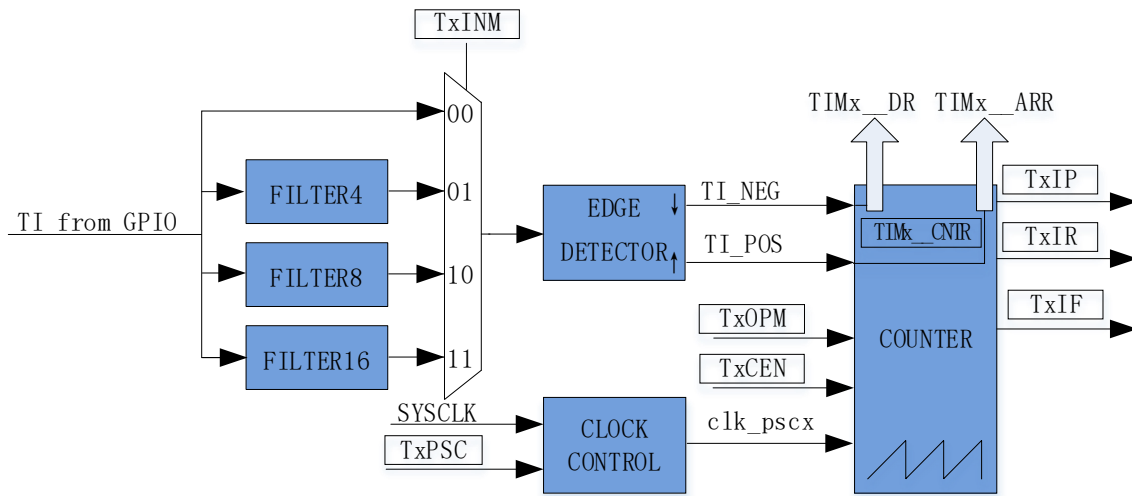 TxINM
TIMx__DR
TIMx__ARR
00
FILTER4
01
TI_NEG
TxIP
TI from GPIO
EDGE
DETECTOR
TIMx__CNTR
TxIR
TI_POS
FILTER8
10
TxIF
TxOPM
COUNTER
FILTER16
11
TxCEN
SYSCLK
CLOCK
CONTROL
clk_pscx
TxPSC